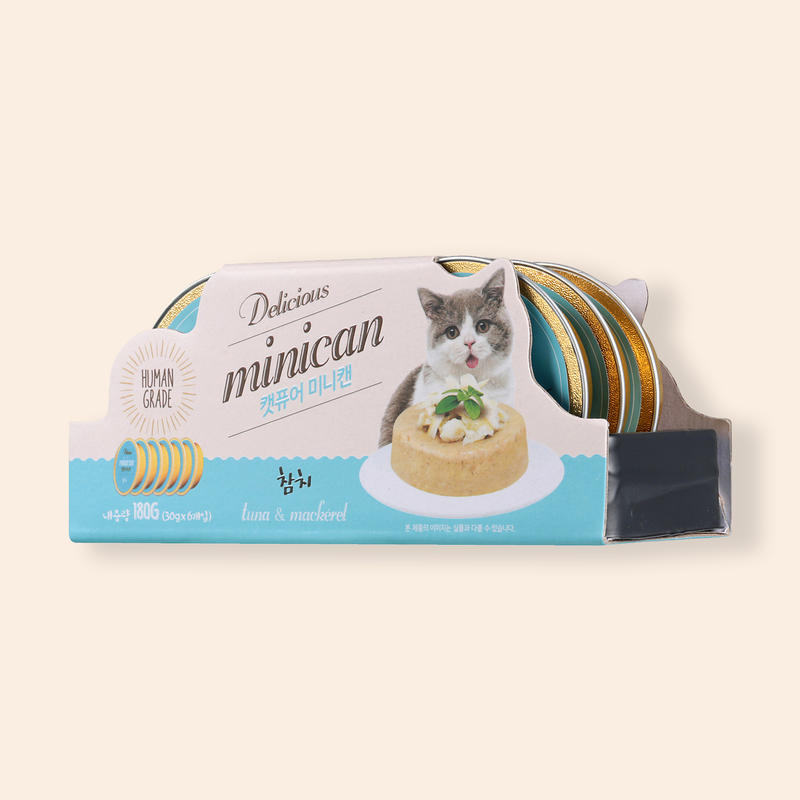 Delicious
minican
캣퓨어 미니캔
HUMAN
GRADE
참치
tuna & mackerel
내용량 180G (30g x 6개입)
본 제품의 이미지는 실물과 다를 수 있습니다.